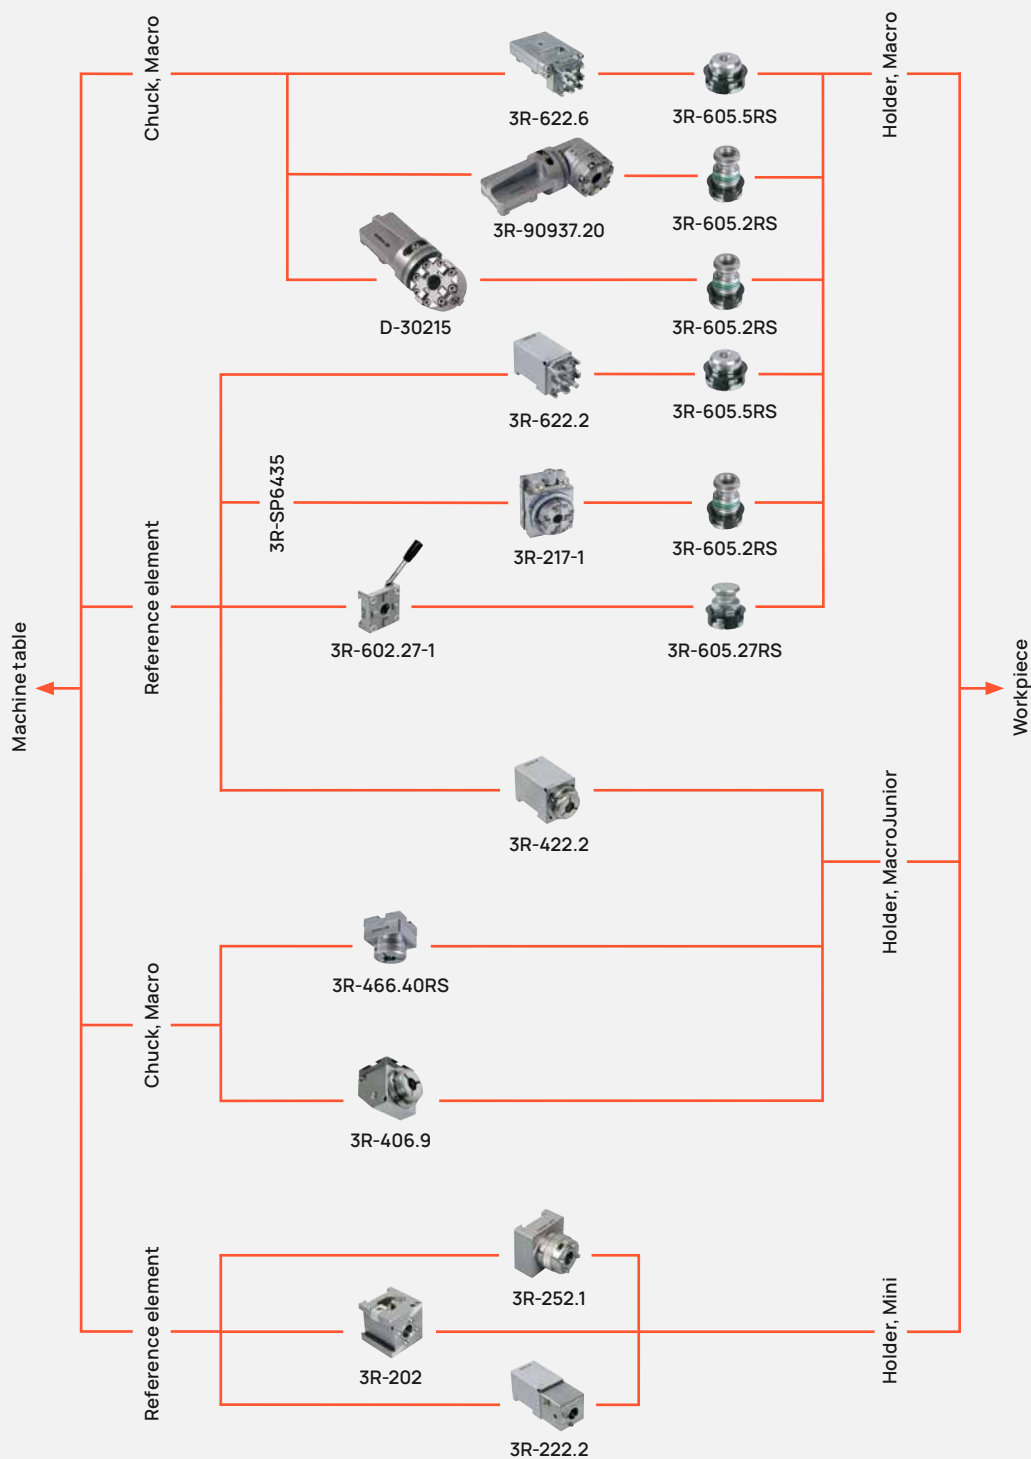 Chuck, Macro
Holder, Macro
3R-622.6
3R-605.5RS
3R-90937.20
3R-605.2RS
D-30215
3R-605.2RS
3R-622.2
3R-605.5RS
3R-SP6435
3R-217-1
3R-605.2RS
Reference element
3R-602.27-1
3R-605.27RS
Machine table
Workpiece
3R-422.2
Holder, MacroJunior
3R-466.40RS
Chuck, Macro
3R-406.9
3R-252.1
Reference element
Holder, Mini
3R-202
3R-222.2